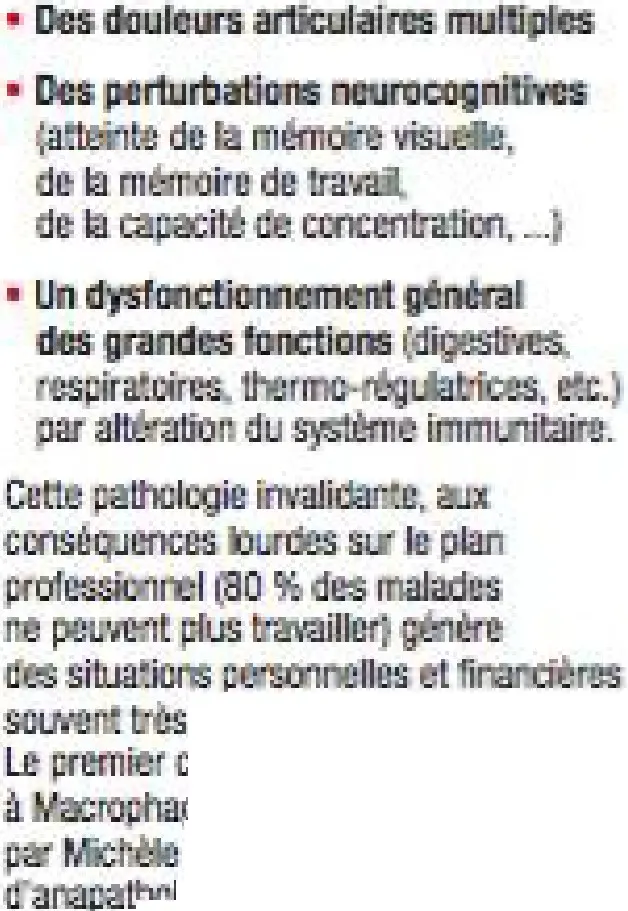 • Des douleurs articulaires multiples
• Des perturbations neurocognitives
(atteinte de la mémoire visuelle,
de la mémoire de travail,
de la capacité de concentration, ...)
• Un dysfonctionnement général
des grandes fonctions (digestives,
respiratoires, thermo-régulatrices, etc.)
par altération du système immunitaire.
Cette pathologie invalidante, aux
conséquences lourdes sur le plan
professionnel (80 % des malades
ne peuvent plus travailler) génère
des situations personnelles et financières
souvent très
Le premier
à
par Michèle